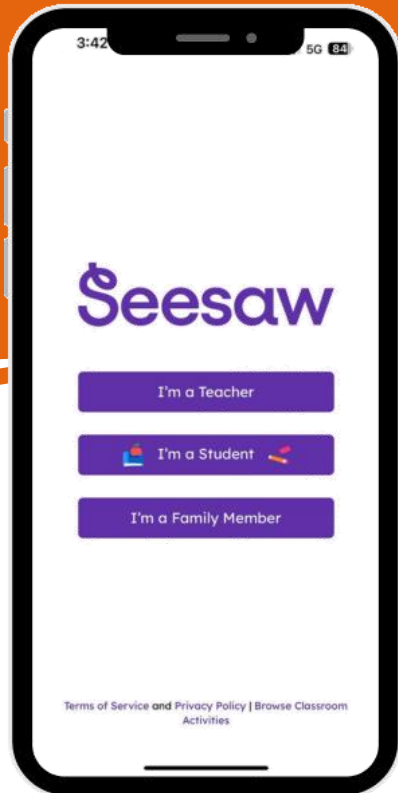 3:42
5G 84
Seesaw
I'm a Teacher
I'm a Student
I'm a Family Member
Terms of Service and Privacy Policy | Browse Classroom
Activities